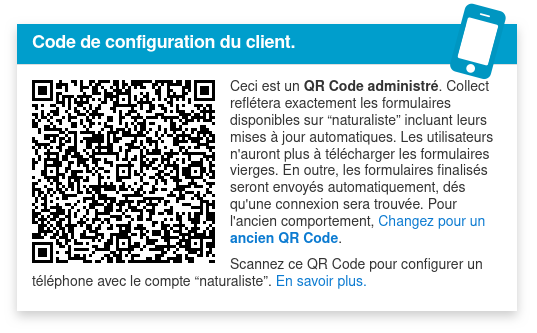 Code de configuration du client.
Ceci est un QR Code administré. Collect
reflétera exactement les formulaires
disponibles sur “naturaliste” incluant leurs
mises à jour automatiques. Les utilisateurs
n'auront plus à télécharger les formulaires
vierges. En outre, les formulaires finalisés
seront envoyés automatiquement, dés
qu'une connexion sera trouvée. Pour
l'ancien comportement, Changez pour un
ancien QR Code.
Scannez ce QR Code pour configurer un
téléphone avec le compte “naturaliste”. En savoir plus.